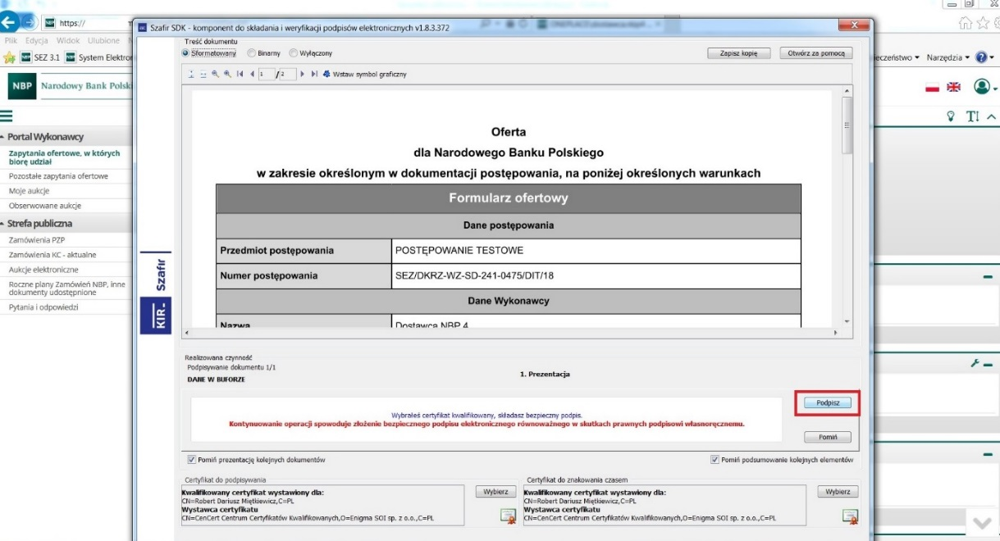 https://
Szafir SDK - komponent do składania i weryfikacji podpisów elektronicznych v1.8.3.372
Plik Edycja Widok Ulubione
SEZ 3.1 System Elektro
Narzędzia
NBP Narodowy Bank Polski
Portal Wykonawcy
Zapytania ofertowe, w których
biorę udział
Pozostałe zapytania ofertowe
Moje aukcje
Obserwowane aukcje
Strefa publiczna
Zamówienia PZP
Zamówienia KC - aktualne
Aukcje elektroniczne
Roczne plany Zamówień NBP, inne
dokumenty udostępnione
Pytania i odpowiedzi
Treść dokumentu
Sformatowany Binarny Wyłączony
Zapisz kopię Otwórz za pomocą
1 /2 Wstaw symbol graficzny
Oferta
dla Narodowego Banku Polskiego
w zakresie określonym w dokumentacji postępowania, na poniżej określonych warunkach
Formularz ofertowy
Dane postępowania
Przedmiot postępowania POSTĘPOWANIE TESTOWE
Numer postępowania SEZ/DKRZ-WZ-SD-241-0475/DIT/18
Dane Wykonawcy
Nazwa Dostawca NBP 4
KIR Szafir
Realizowana czynność
Podpisywanie dokumentu 1/1
DANE W BUFORZE
1. Prezentacja
Wybrałeś certyfikat kwalifikowany, składasz bezpieczny podpis.
Kontynuowanie operacji spowoduje złożenie bezpiecznego podpisu elektronicznego równoważnego w skutkach prawnych podpisowi własnoręcznemu.
Podpisz
Pomiń
Pomiń prezentację kolejnych dokumentów
Pomiń podsumowanie kolejnych elementów
Certyfikat do podpisywania
Kwalifikowany certyfikat wystawiony dla:
CN=Robert Dariusz Miętkiewicz,C=PL
Wystawca certyfikatu
CN=CenCert Centrum Certyfikatów Kwalifikowanych,O=Enigma SOI sp. z o.o.,C=PL
Wybierz
Certyfikat do znakowania czasem
Kwalifikowany certyfikat wystawiony dla:
CN=Robert Dariusz Miętkiewicz,C=PL
Wystawca certyfikatu
CN=CenCert Centrum Certyfikatów Kwalifikowanych,O=Enigma SOI sp. z o.o.,C=PL
Wybierz